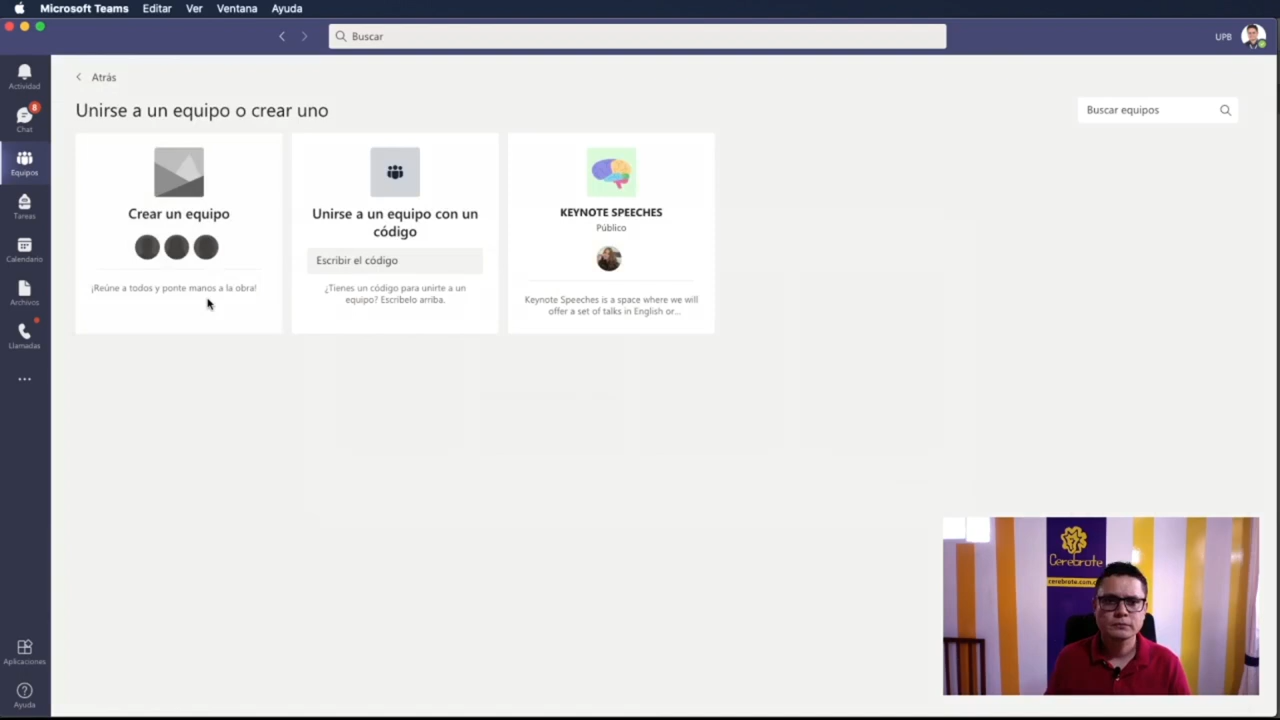 Microsoft Teams Editar Ver Ventana Ayuda
Buscar
UPB
Actividad
8
Chat
Equipos
Tareas
Calendario
Archivos
Llamadas
Aplicaciones
Ayuda
Atrás
Unirse a un equipo o crear uno
Buscar equipos
Crear un equipo
¡Reúne a todos y ponte manos a la obra!
Unirse a un equipo con un
código
Escribir el código
¿Tienes un código para unirte a un
equipo? Escríbelo arriba.
KEYNOTE SPEECHES
Público
Keynote Speeches is a space where we will
offer a set of talks in English or...
Cerebrote